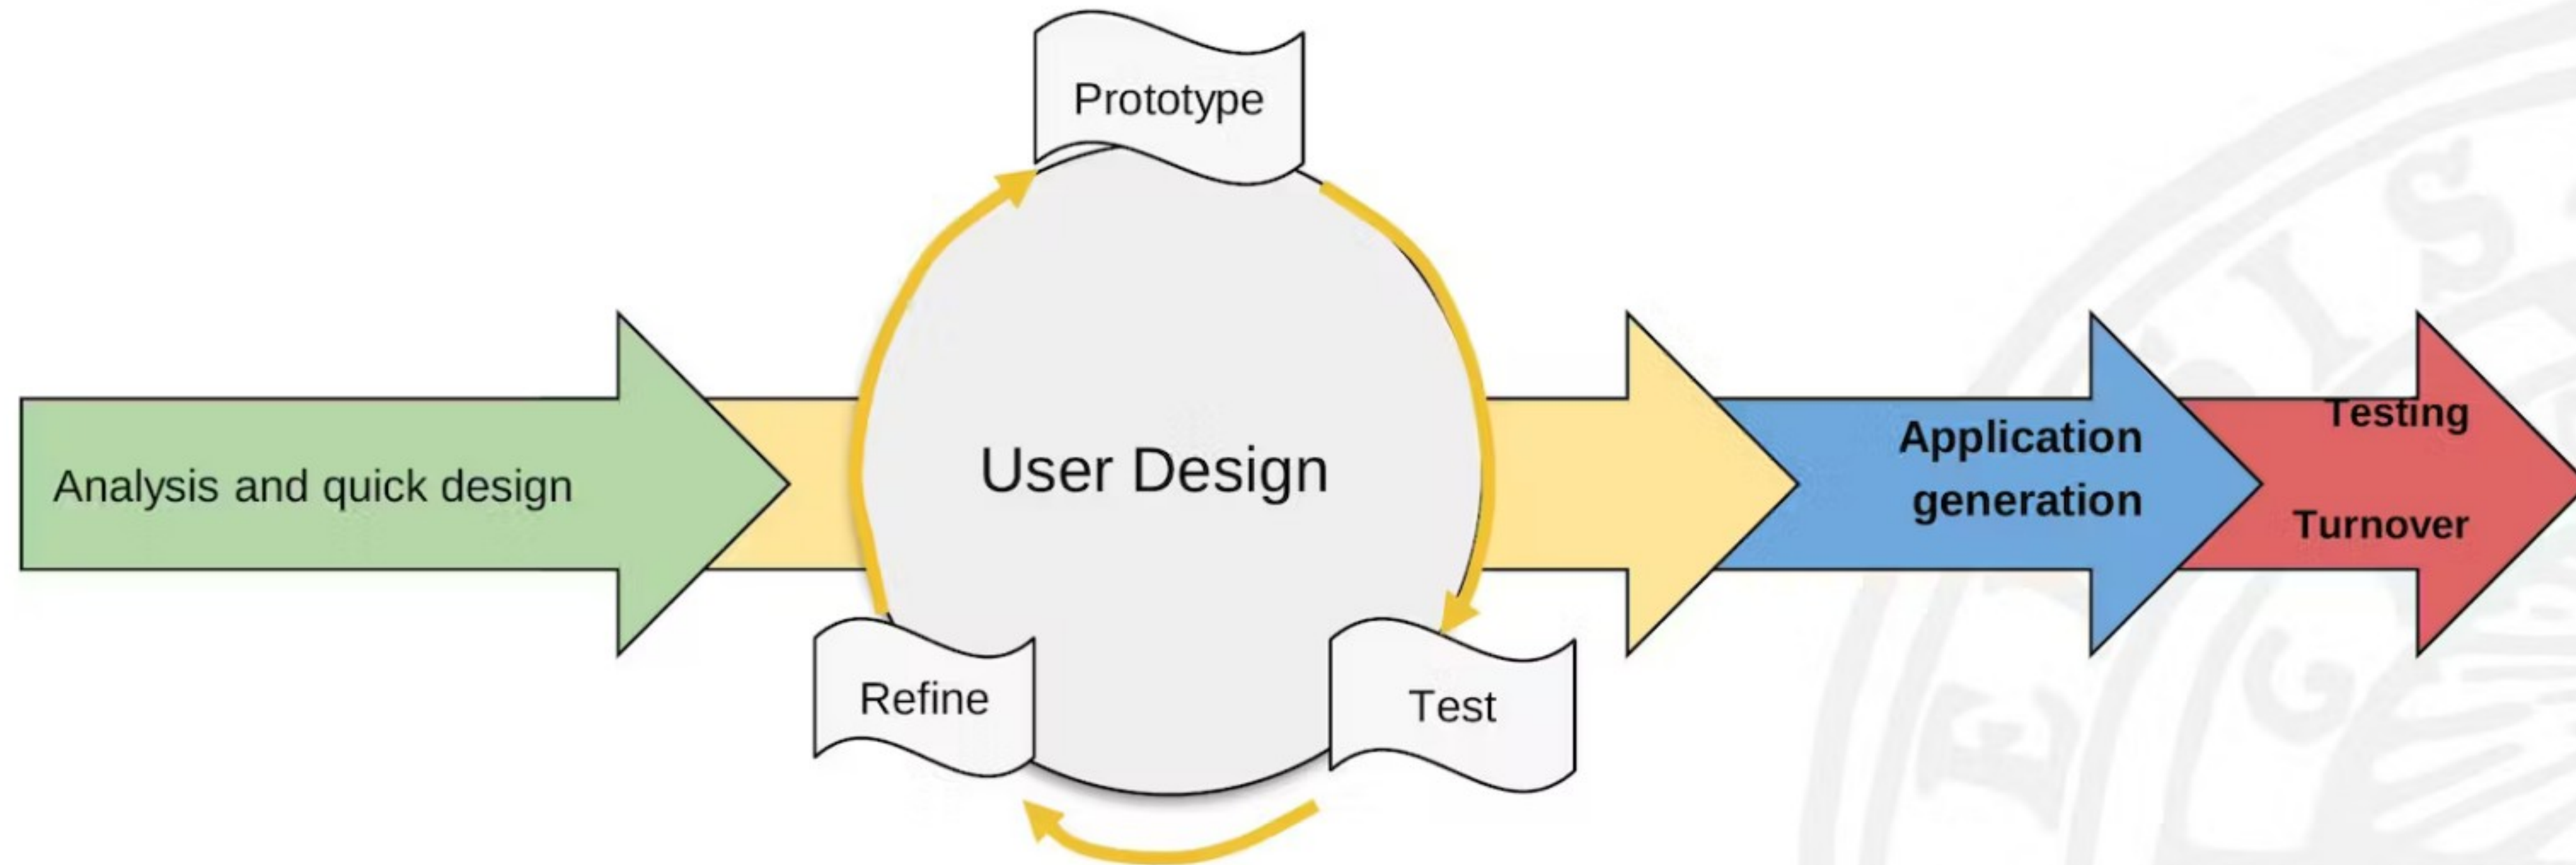 Prototype
Analysis and quick design
User Design
Application
generation
Testing
Turnover
Refine
Test